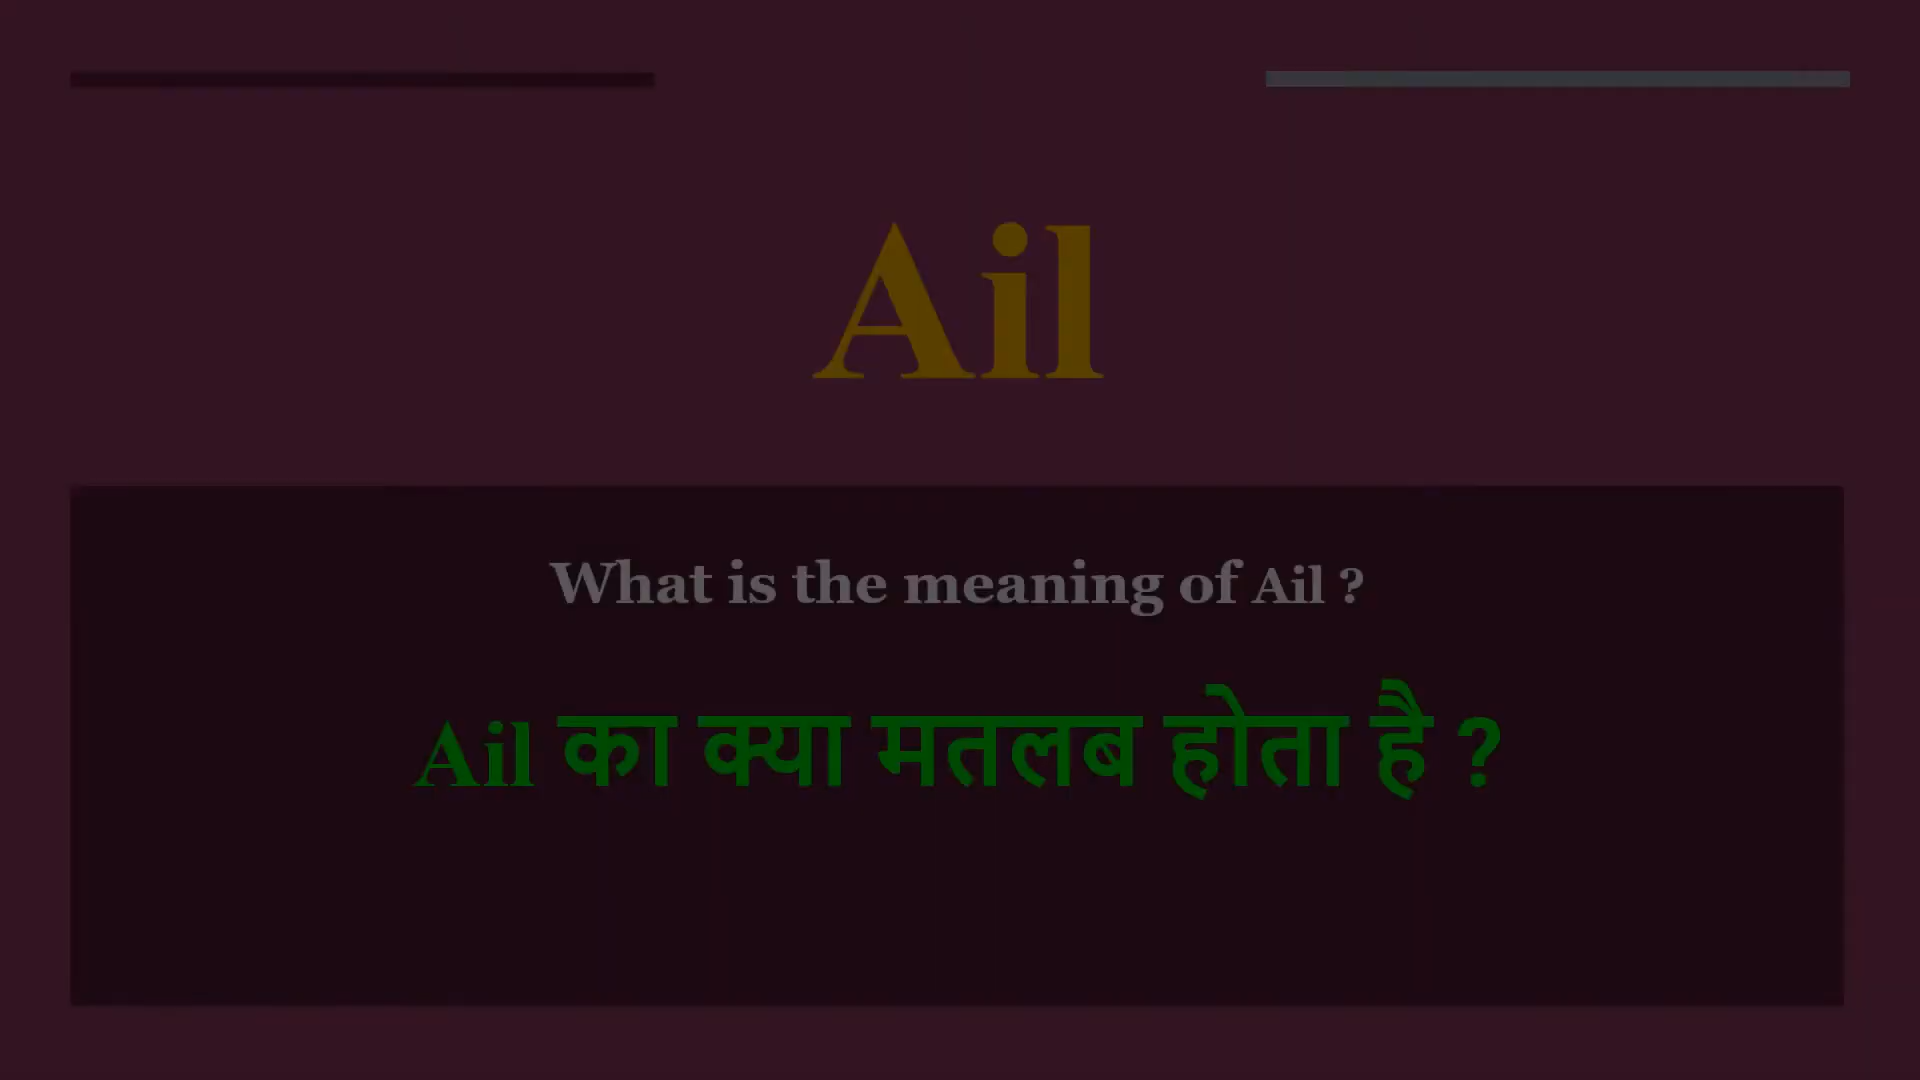 Ail
What is the meaning of Ail ?
Ail का क्या मतलब होता है ?